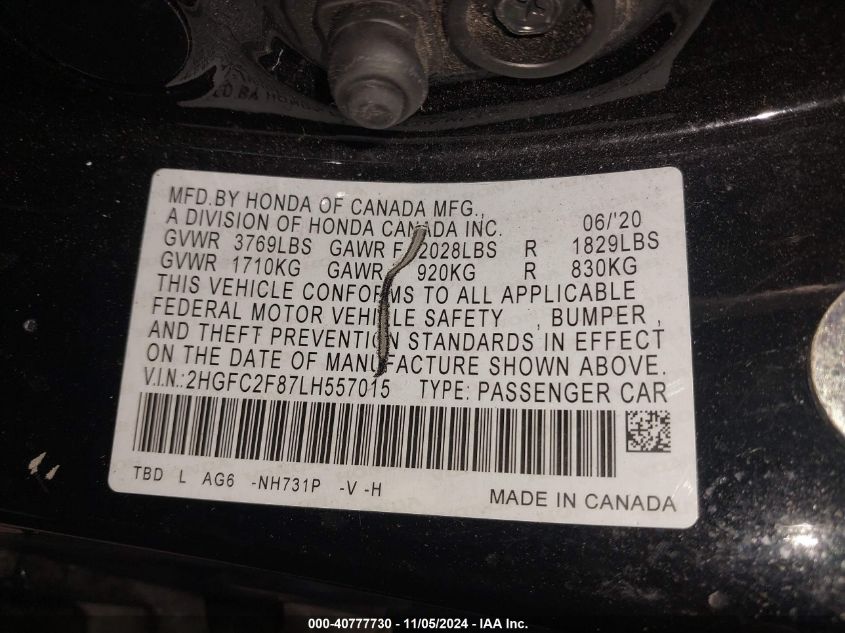 MFD.BY HONDA OF CANADA MFG.,
A DIVISION OF HONDA CANADA INC. 06/'20
GVWR 3769LBS GAWR F 2028LBS R 1829LBS
GVWR 1710KG GAWR 920KG R 830KG
THIS VEHICLE CONFORMS TO ALL APPLICABLE
FEDERAL MOTOR VEHICLE SAFETY , BUMPER ,
AND THEFT PREVENTION STANDARDS IN EFFECT
ON THE DATE OF MANUFACTURE SHOWN ABOVE.
V.I.N.:2HGFC2F87LH557015 TYPE: PASSENGER CAR
TBD L AG6 -NH731P -V -H
MADE IN CANADA
000-40777730 - 11/05/2024 - IAA Inc.